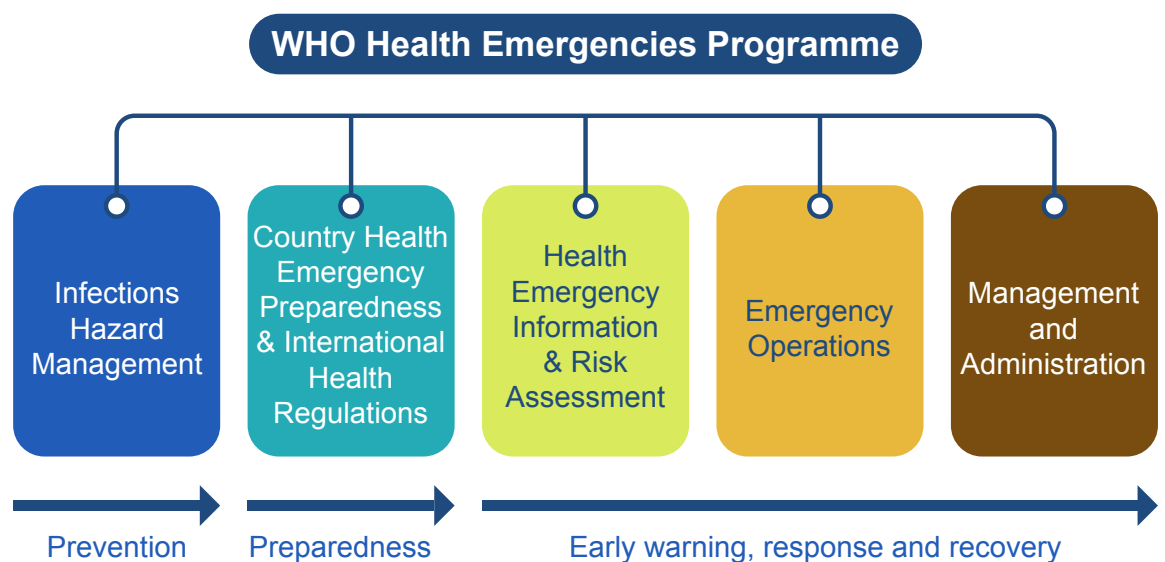 WHO Health Emergencies Programme
Infections
Hazard
Management
Country Health
Emergency
Preparedness
& International
Health
Regulations
Health
Emergency
Information
& Risk
Assessment
Emergency
Operations
Management
and
Administration
Prevention
Preparedness
Early warning, response and recovery